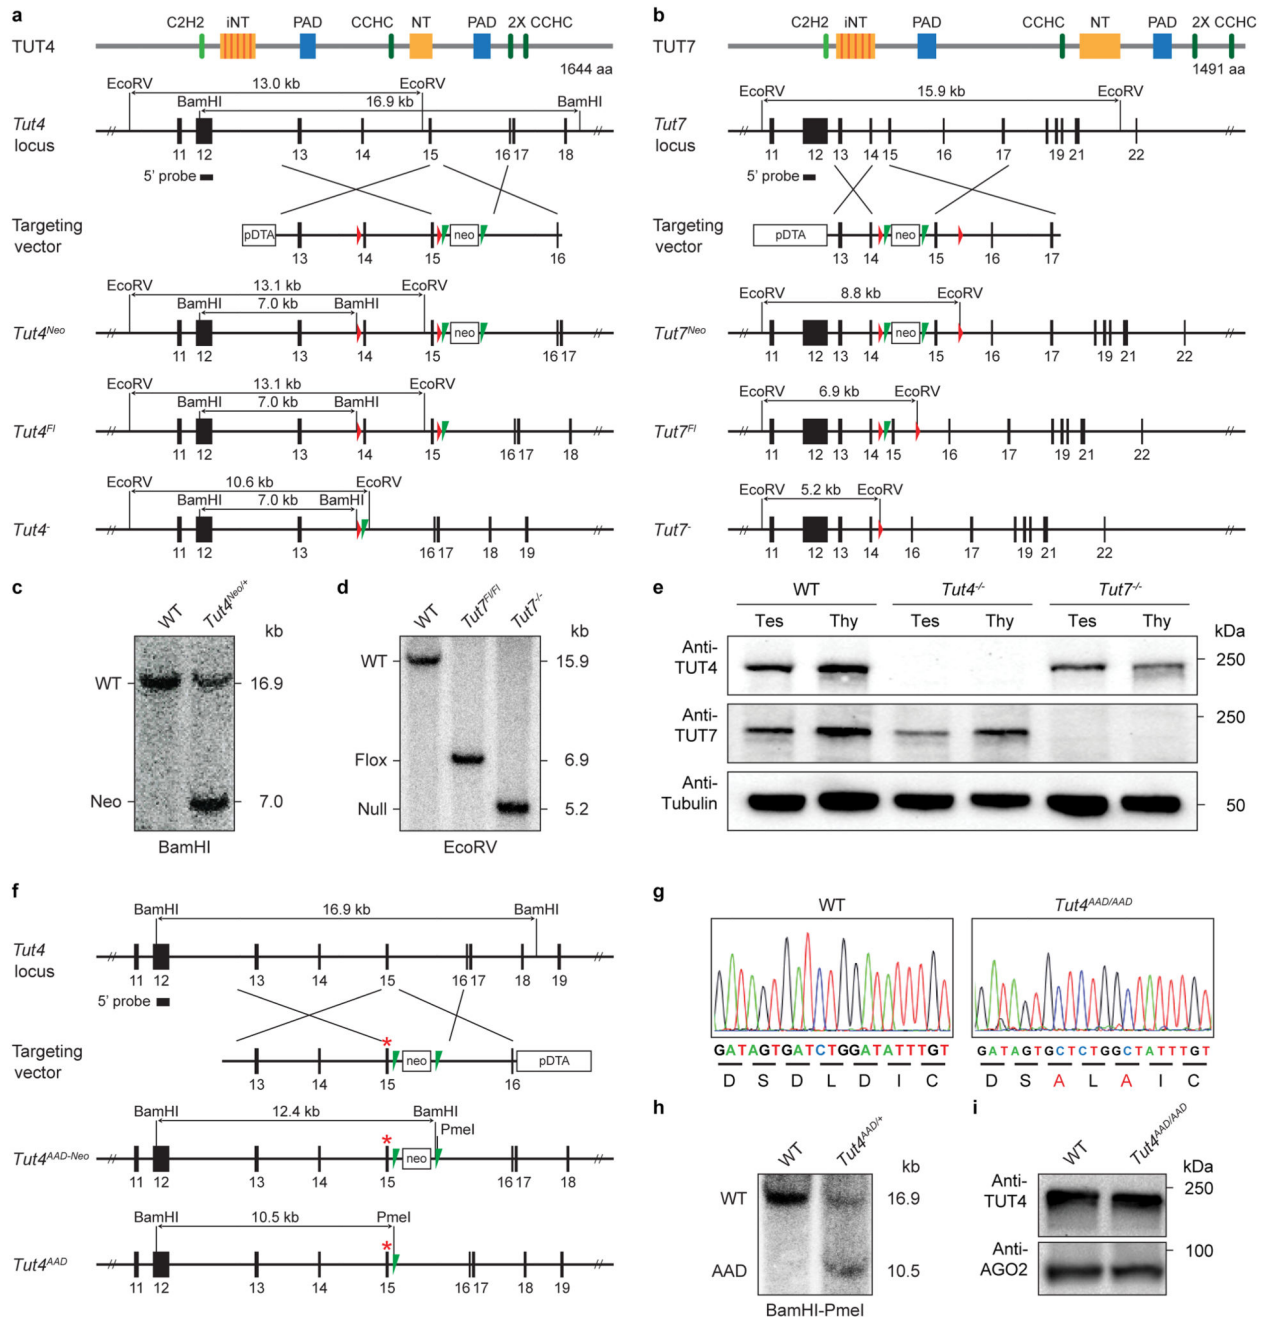 a
C2H2 iNT PAD CCHC NT PAD 2X CCHC
TUT4
1644 aa
EcoRV 13.0 kb EcoRV
BamHI 16.9 kb BamHI
Tut4 locus
// //
11 12 13 14 15 16 17 18
5' probe
Targeting vector
pDTA neo
13 14 15 16
EcoRV 13.1 kb EcoRV
BamHI 7.0 kb BamHI
Tut4Neo
// neo //
11 12 13 14 15 16 17
EcoRV 13.1 kb EcoRV
BamHI 7.0 kb BamHI
Tut4Fl
// //
11 12 13 14 15 16 17 18
EcoRV 10.6 kb EcoRV
BamHI 7.0 kb BamHI
Tut4-
// //
11 12 13 16 17 18 19
b
C2H2 iNT PAD CCHC NT PAD 2X CCHC
TUT7
1491 aa
EcoRV 15.9 kb EcoRV
Tut7 locus
// //
11 12 13 14 15 16 17 19 21 22
5' probe
Targeting vector
pDTA neo
13 14 15 17
EcoRV 8.8 kb EcoRV
Tut7Neo
// neo //
11 12 13 14 15 16 17 19 21 22
EcoRV 6.9 kb EcoRV
Tut7Fl
// //
11 12 13 14 15 16 17 19 21 22
EcoRV 5.2 kb EcoRV
Tut7-
// //
11 12 13 14 16 17 19 21 22
c
WT Tut4Neo/+
kb
WT 16.9
Neo 7.0
BamHI
d
WT Tut7Fl/Fl Tut7-/-
kb
WT 15.9
Flox 6.9
Null 5.2
EcoRV
e
WT Tut4-/- Tut7-/-
Tes Thy Tes Thy Tes Thy
kDa
Anti-TUT4 250
Anti-TUT7 250
Anti-Tubulin 50
f
BamHI 16.9 kb BamHI
Tut4 locus
// //
11 12 13 14 15 16 17 18 19
5' probe
Targeting vector
* neo pDTA
13 14 15 16
BamHI 12.4 kb BamHI
PmeI
Tut4AAD-Neo
// * neo //
11 12 13 14 15 16 17 18
BamHI 10.5 kb PmeI
Tut4AAD
// * //
11 12 13 14 15 16 17 18 19
g
WT Tut4AAD/AAD
GATAGTGATCTGGATATTTGT
D S D L D I C
GATAGTGCTCTGGCTATTTGT
D S A L A I C
h
WT Tut4AAD/+
kb
WT 16.9
AAD 10.5
BamHI-PmeI
i
WT Tut4AAD/AAD
kDa
Anti-TUT4 250
Anti-AGO2 100